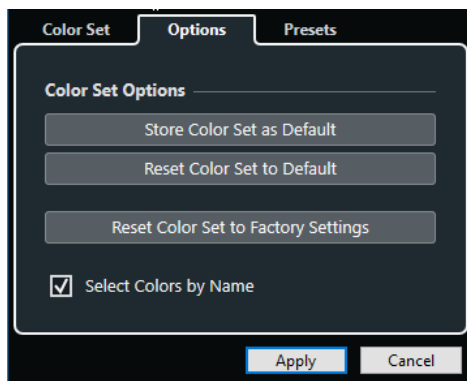 Color Set Options Presets
Color Set Options
Store Color Set as Default
Reset Color Set to Default
Reset Color Set to Factory Settings
Select Colors by Name
Apply Cancel